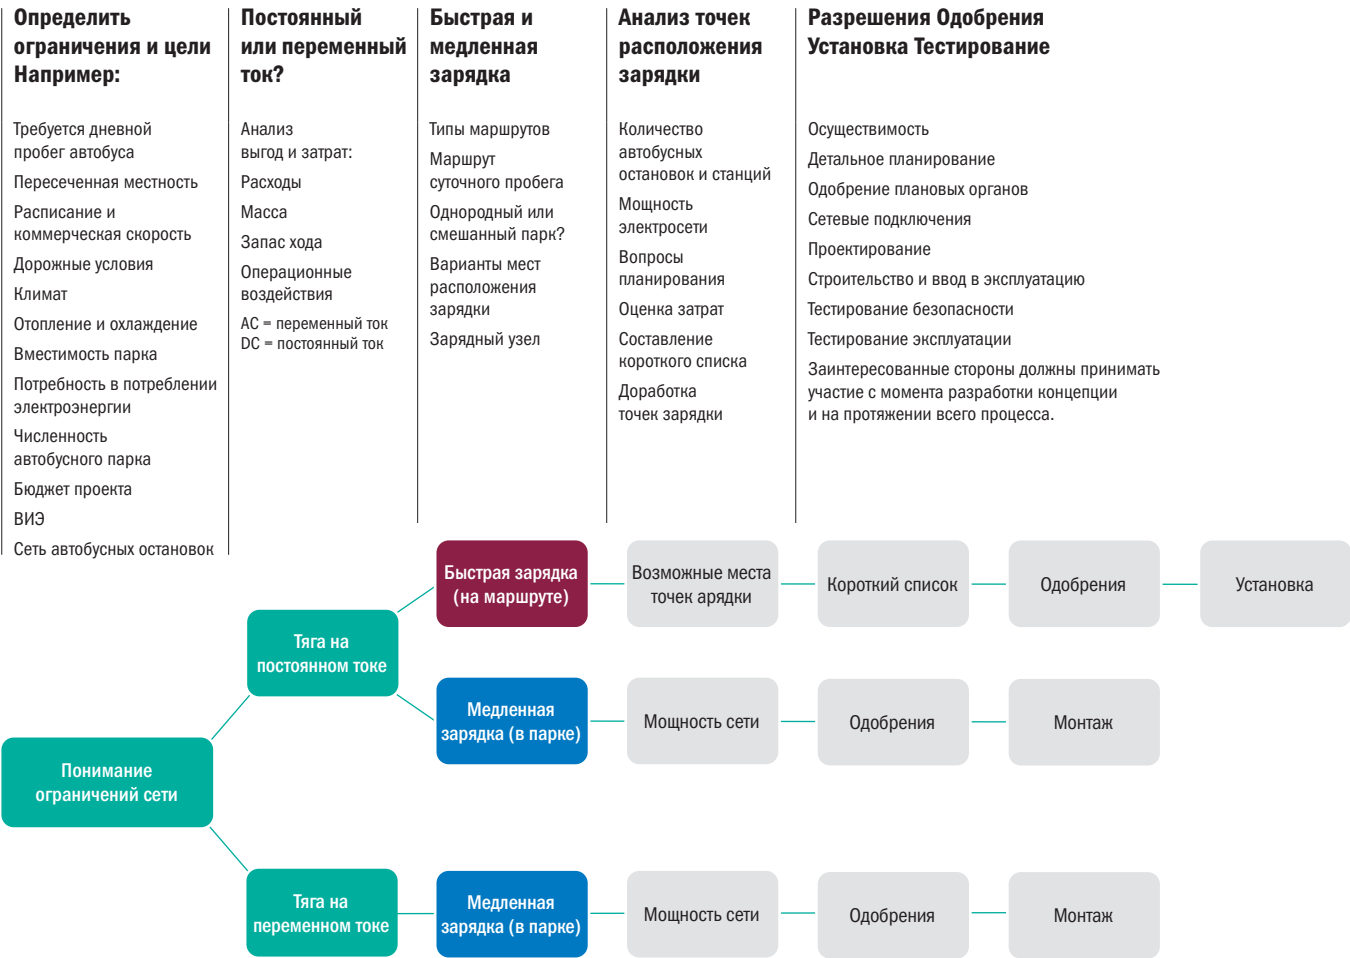 Определить
ограничения и цели
Например:
Требуется дневной
пробег автобуса
Пересеченная местность
Расписание и
коммерческая скорость
Дорожные условия
Климат
Отопление и охлаждение
Вместимость парка
Потребность в потреблении
электроэнергии
Численность
автобусного парка
Бюджет проекта
ВИЭ
Сеть автобусных остановок
Постоянный
или переменный
ток?
Анализ
выгод и затрат:
Расходы
Масса
Запас хода
Операционные
воздействия
AC = переменный ток
DC = постоянный ток
Быстрая и
медленная
зарядка
Типы маршрутов
Маршрут
суточного пробега
Однородный или
смешанный парк?
Варианты мест
расположения
зарядки
Зарядный узел
Анализ точек
расположения
зарядки
Количество
автобусных
остановок и станций
Мощность
электросети
Вопросы
планирования
Оценка затрат
Составление
короткого списка
Доработка
точек зарядки
Разрешения Одобрения
Установка Тестирование
Осуществимость
Детальное планирование
Одобрение плановых органов
Сетевые подключения
Проектирование
Строительство и ввод в эксплуатацию
Тестирование безопасности
Тестирование эксплуатации
Заинтересованные стороны должны принимать
участие с момента разработки концепции
и на протяжении всего процесса.
Быстрая зарядка
(на маршруте)
Возможные места
точек арядки
Короткий список
Одобрения
Установка
Тяга на
постоянном токе
Медленная
зарядка (в парке)
Мощность сети
Одобрения
Монтаж
Понимание
ограничений сети
Тяга на
переменном токе
Медленная
зарядка (в парке)
Мощность сети
Одобрения
Монтаж